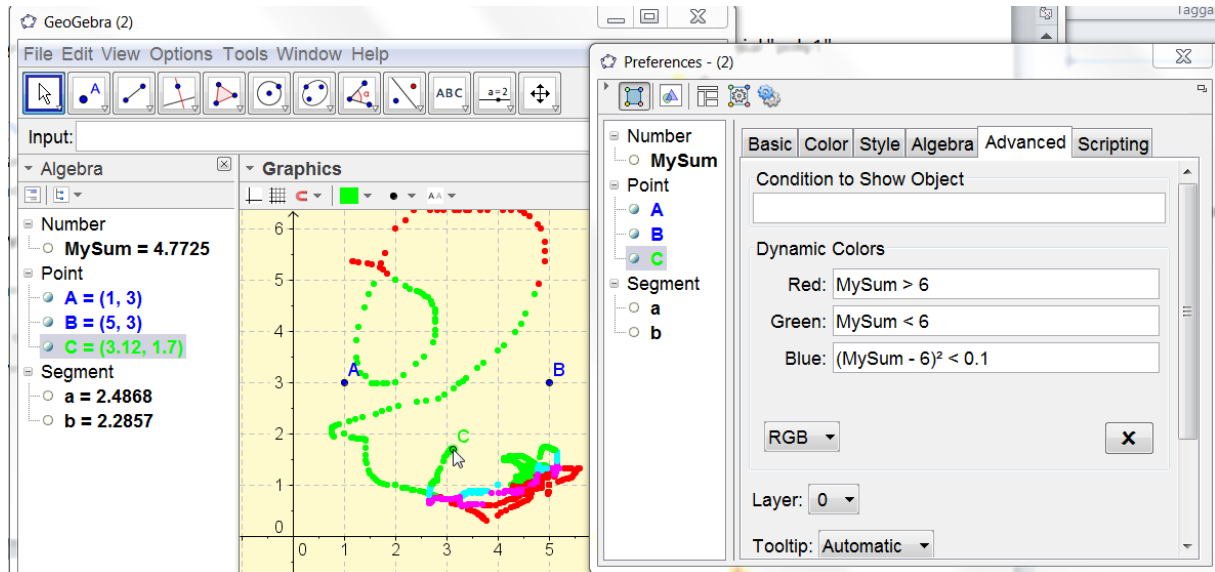 GeoGebra (2)
File Edit View Options Tools Window Help
A
α
ABC
a=2
Input:
Algebra
Graphics
AA
Number
MySum = 4.7725
Point
A = (1, 3)
B = (5, 3)
C = (3.12, 1.7)
Segment
a = 2.4868
b = 2.2857
6
5
4
3
2
1
0
0 1 2 3 4 5
A
B
C
Tagga
Preferences - (2)
Number
MySum
Point
A
B
C
Segment
a
b
Basic Color Style Algebra Advanced Scripting
Condition to Show Object
Dynamic Colors
Red: MySum > 6
Green: MySum < 6
Blue: (MySum - 6)² < 0.1
RGB
X
Layer: 0
Tooltip: Automatic